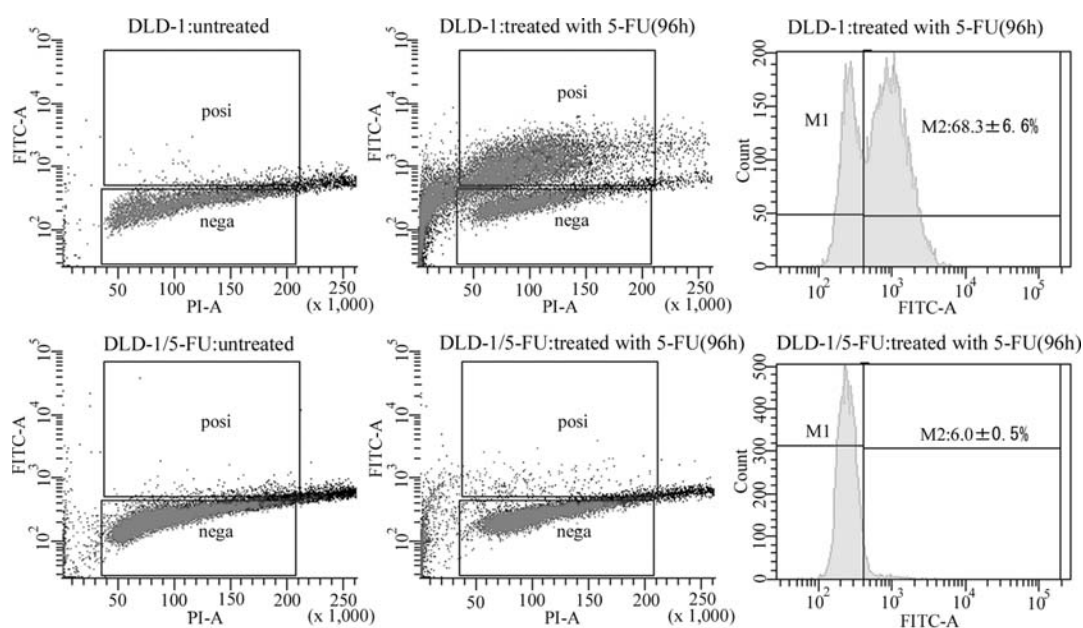 DLD-1:untreated
FITC-A
10^5
10^4
10^3
10^2
posi
nega
50 100 150 200 250
PI-A (x 1,000)
DLD-1:treated with 5-FU(96h)
FITC-A
10^5
10^4
10^3
10^2
posi
nega
50 100 150 200 250
PI-A (x 1,000)
DLD-1:treated with 5-FU(96h)
Count
200
150
100
50
0
M1
M2:68.3±6.6%
10^2 10^3 10^4 10^5
FITC-A
DLD-1/5-FU:untreated
FITC-A
10^5
10^4
10^3
10^2
posi
nega
50 100 150 200 250
PI-A (x 1,000)
DLD-1/5-FU:treated with 5-FU(96h)
FITC-A
10^5
10^4
10^3
10^2
posi
nega
50 100 150 200 250
PI-A (x 1,000)
DLD-1/5-FU:treated with 5-FU(96h)
Count
500
400
300
200
100
0
M1
M2:6.0±0.5%
10^2 10^3 10^4 10^5
FITC-A